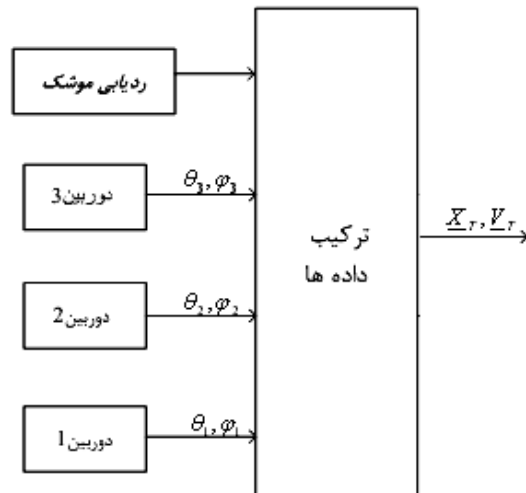 ردیابی موشک
دوربین3
θ₃,φ₃
ترکیب
داده ها
X_T,V_T
دوربین2
θ₂,φ₂
دوربین1
θ₁,φ₁